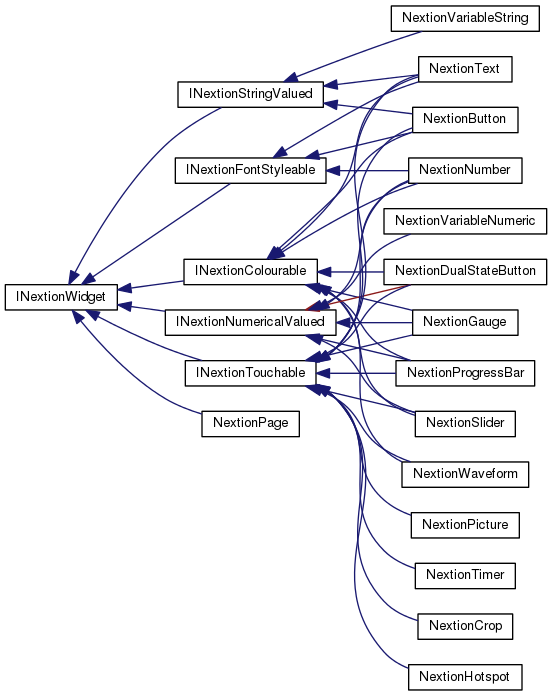 NextionVariableString
NextionText
INextionStringValued
NextionButton
INextionFontStyleable
NextionNumber
NextionVariableNumeric
INextionColourable
NextionDualStateButton
INextionWidget
INextionNumericalValued
NextionGauge
INextionTouchable
NextionProgressBar
NextionPage
NextionSlider
NextionWaveform
NextionPicture
NextionTimer
NextionCrop
NextionHotspot